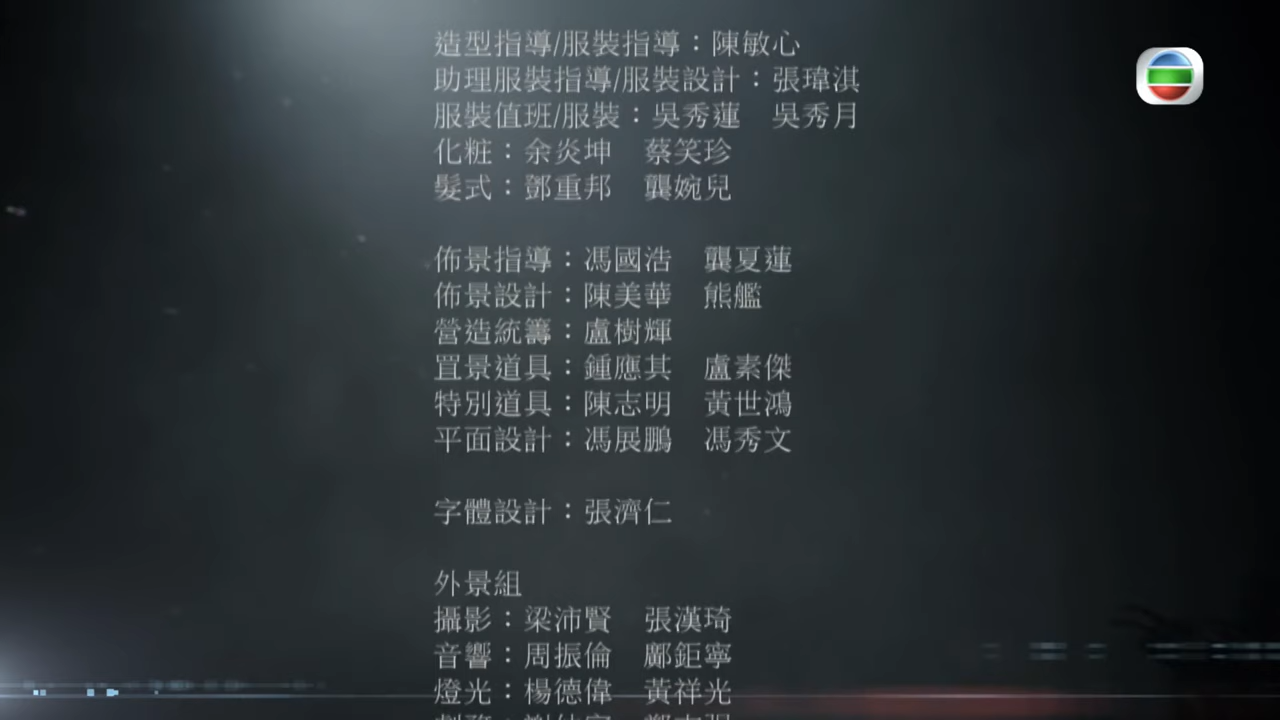 造型指導/服裝指導：陳敏心
助理服裝指導/服裝設計：張瑋淇
服裝值班/服裝：吳秀蓮　吳秀月
化粧：余炎坤　蔡笑珍
髮式：鄧重邦　龔婉兒
佈景指導：馮國浩　龔夏蓮
佈景設計：陳美華　熊艦
營造統籌：盧樹輝
置景道具：鍾應其　盧素傑
特別道具：陳志明　黃世鴻
平面設計：馮展鵬　馮秀文
字體設計：張濟仁
外景組
攝影：梁沛賢　張漢琦
音響：周振倫　鄺鉅寧
燈光：楊德偉　黃祥光